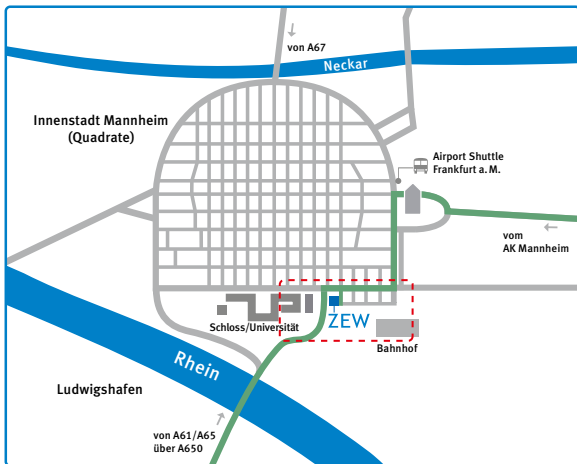 von A67
Neckar
Innenstadt Mannheim
(Quadrate)
Airport Shuttle
Frankfurt a. M.
vom
AK Mannheim
Schloss/Universität
ZEW
Bahnhof
Rhein
Ludwigshafen
von A61/A65
über A650